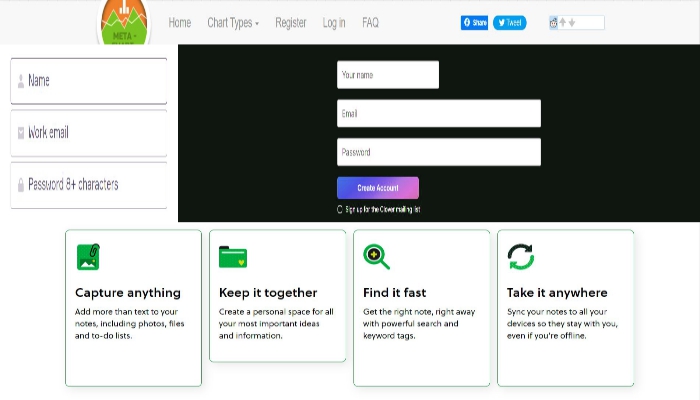 META -
Home
Chart Types
Register
Log in
FAQ
Share
Tweet
Name
Work email
Password 8+ characters
Your name
Email
Password
Create Account
Sign up for the Clover mailing list
Capture anything
Add more than text to your
notes, including photos, files
and to-do lists.
Keep it together
Create a personal space for all
your most important ideas
and information.
Find it fast
Get the right note, right away
with powerful search and
keyword tags.
Take it anywhere
Sync your notes to all your
devices so they stay with you,
even if you're offline.